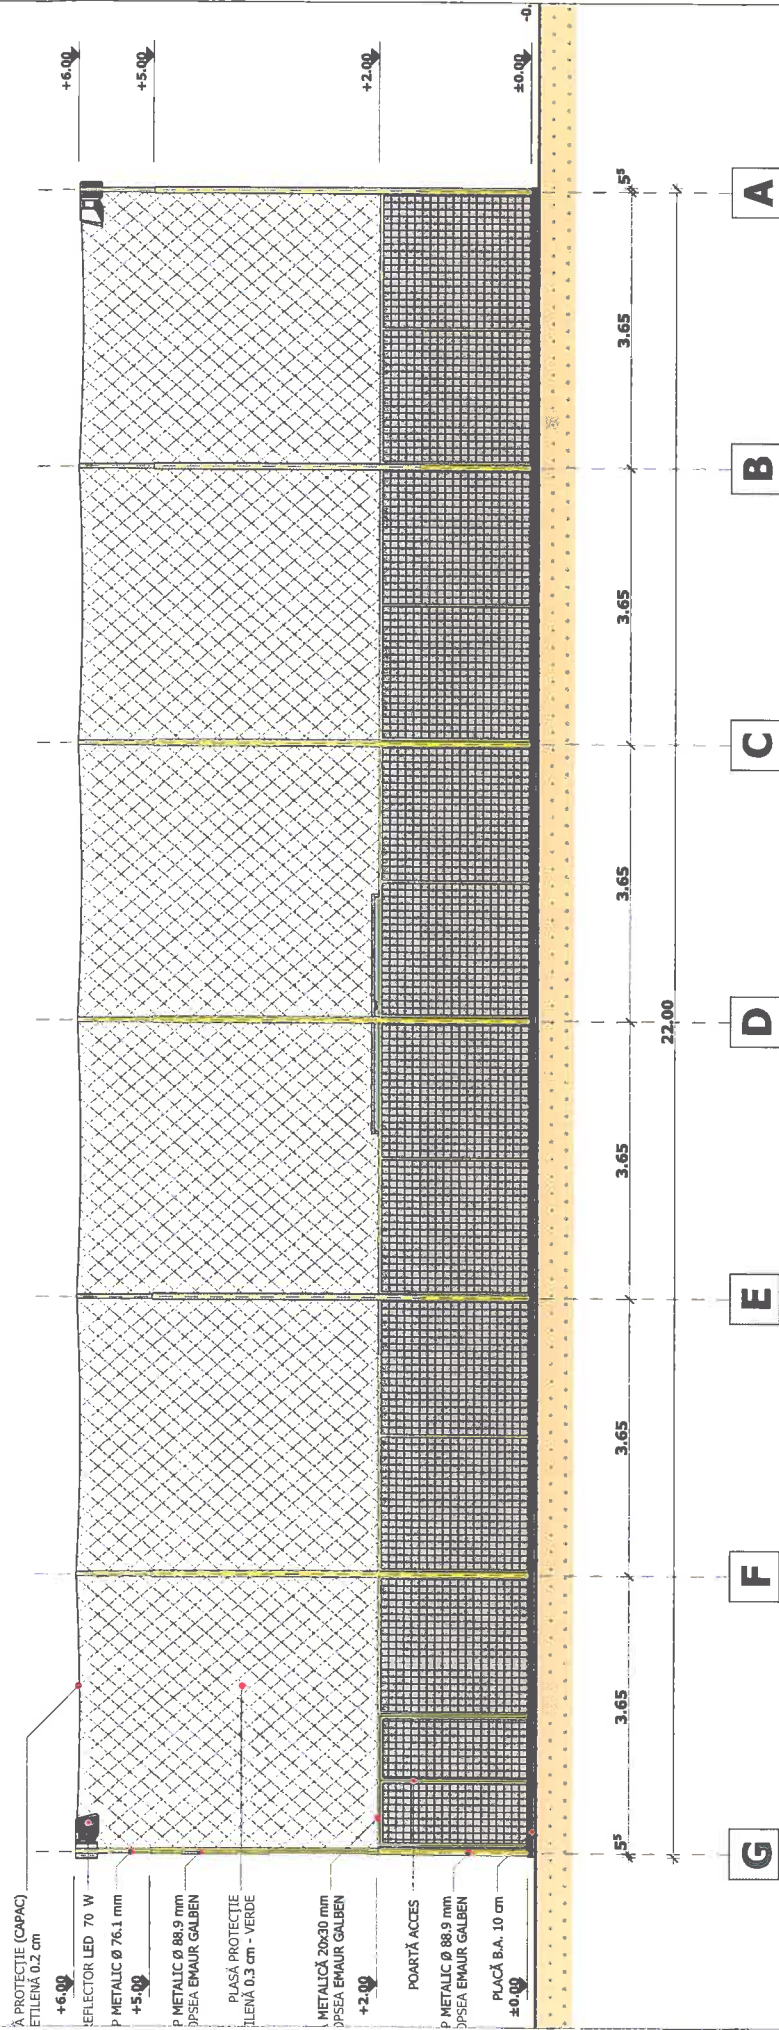 Ă PROTECȚIE (CAPAC)
ETILENĂ 0.2 cm
+6.00
REFLECTOR LED 70 W
P METALIC Ø 76.1 mm
+5.00
P METALIC Ø 88.9 mm
OPSEA EMAUR GALBEN
PLASĂ PROTECȚIE
ILENĂ 0.3 cm - VERDE
METALICĂ 20x30 mm
OPSEA EMAUR GALBEN
+2.00
POARTĂ ACCES
P METALIC Ø 88.9 mm
OPSEA EMAUR GALBEN
PLACĂ B.A. 10 cm
±0.00
+6.00
+5.00
+2.00
±0.00
-0.
5⁵
3.65
3.65
3.65
3.65
3.65
3.65
5⁵
22.00
G
F
E
D
C
B
A